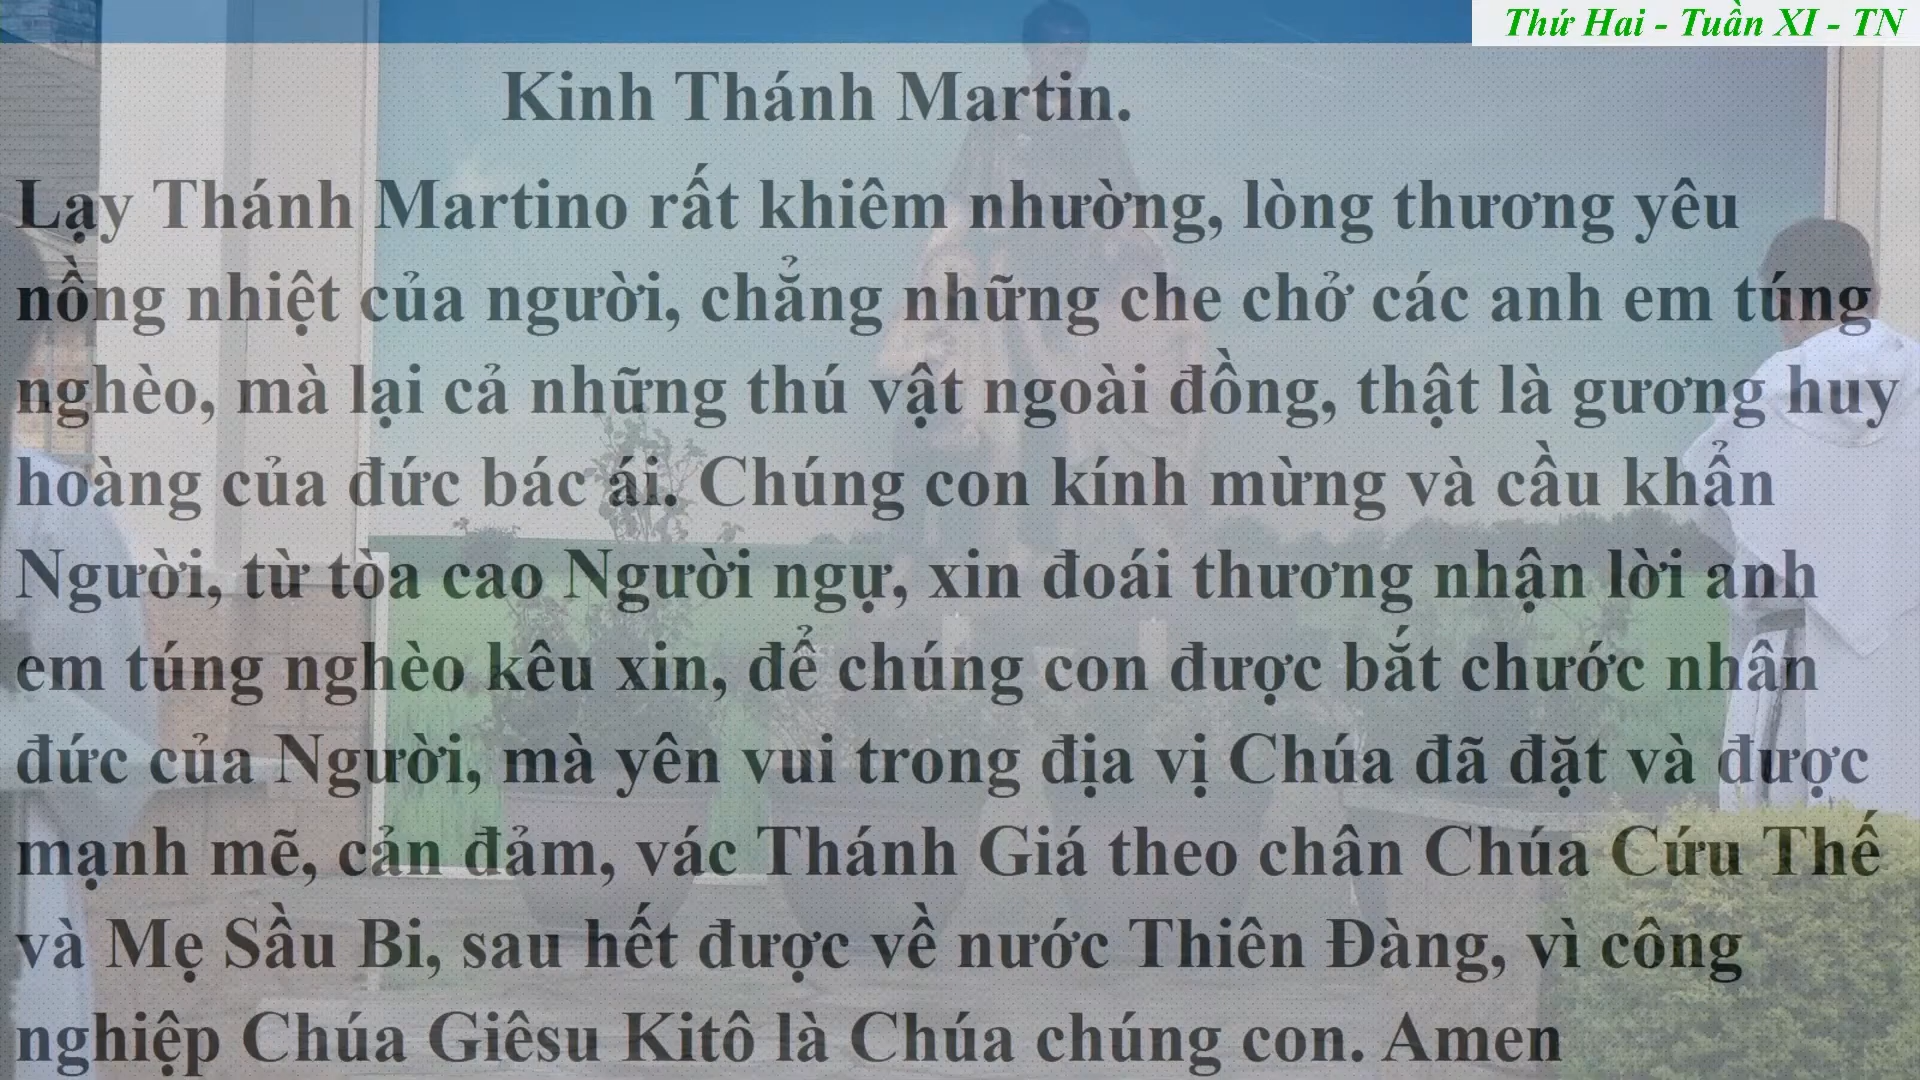 Thứ Hai - Tuần XI - TN
Kinh Thánh Martin.
Lạy Thánh Martino rất khiêm nhường, lòng thương yêu
nồng nhiệt của người, chẳng những che chở các anh em túng
nghèo, mà lại cả những thú vật ngoài đồng, thật là gương huy
hoàng của đức bác ái. Chúng con kính mừng và cầu khẩn
Người, từ tòa cao Người ngự, xin đoái thương nhận lời anh
em túng nghèo kêu xin, để chúng con được bắt chước nhân
đức của Người, mà yên vui trong địa vị Chúa đã đặt và được
mạnh mẽ, cản đảm, vác Thánh Giá theo chân Chúa Cứu Thế
và Mẹ Sầu Bi, sau hết được về nước Thiên Đàng, vì công
nghiệp Chúa Giêsu Kitô là Chúa chúng con. Amen